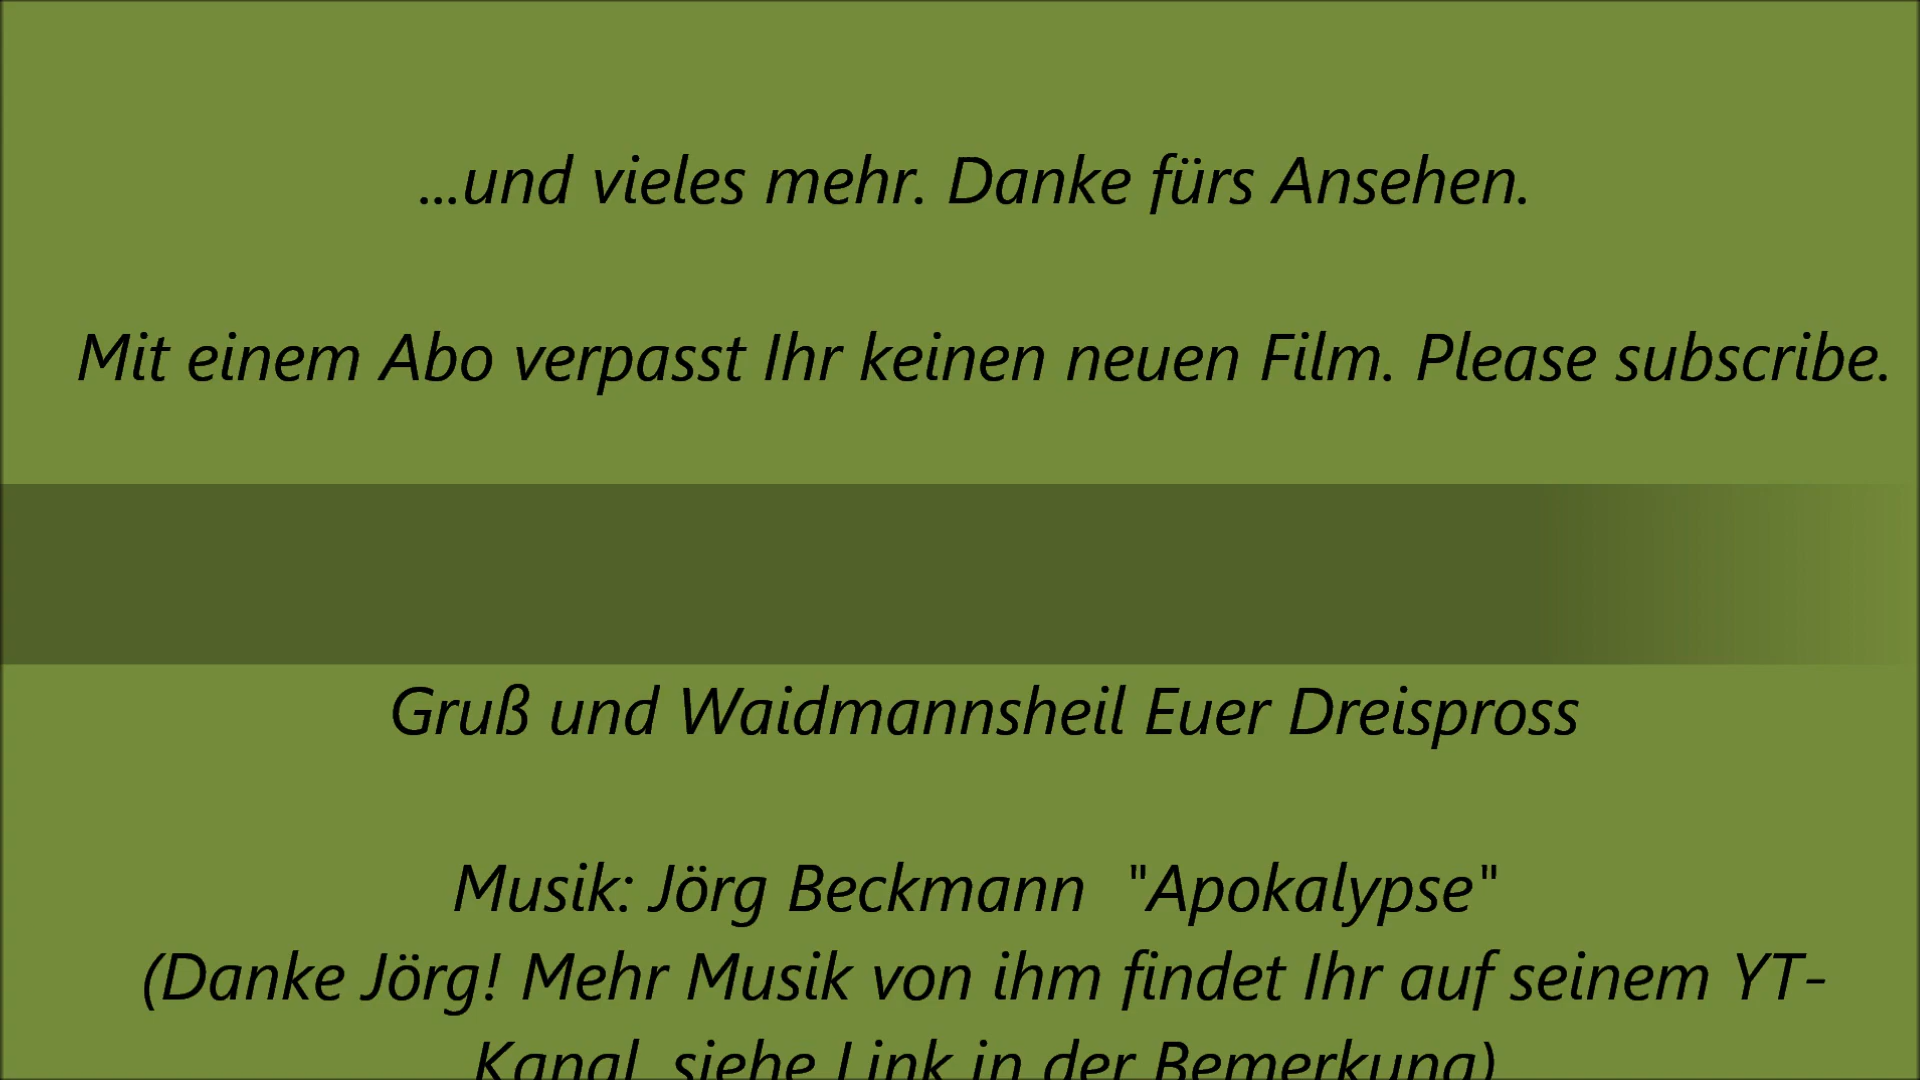 ...und vieles mehr. Danke fürs Ansehen.
Mit einem Abo verpasst Ihr keinen neuen Film. Please subscribe.
Gruß und Waidmannsheil Euer Dreispross
Musik: Jörg Beckmann  "Apokalypse"
(Danke Jörg! Mehr Musik von ihm findet Ihr auf seinem YT-
Kanal, siehe Link in der Bemerkung)